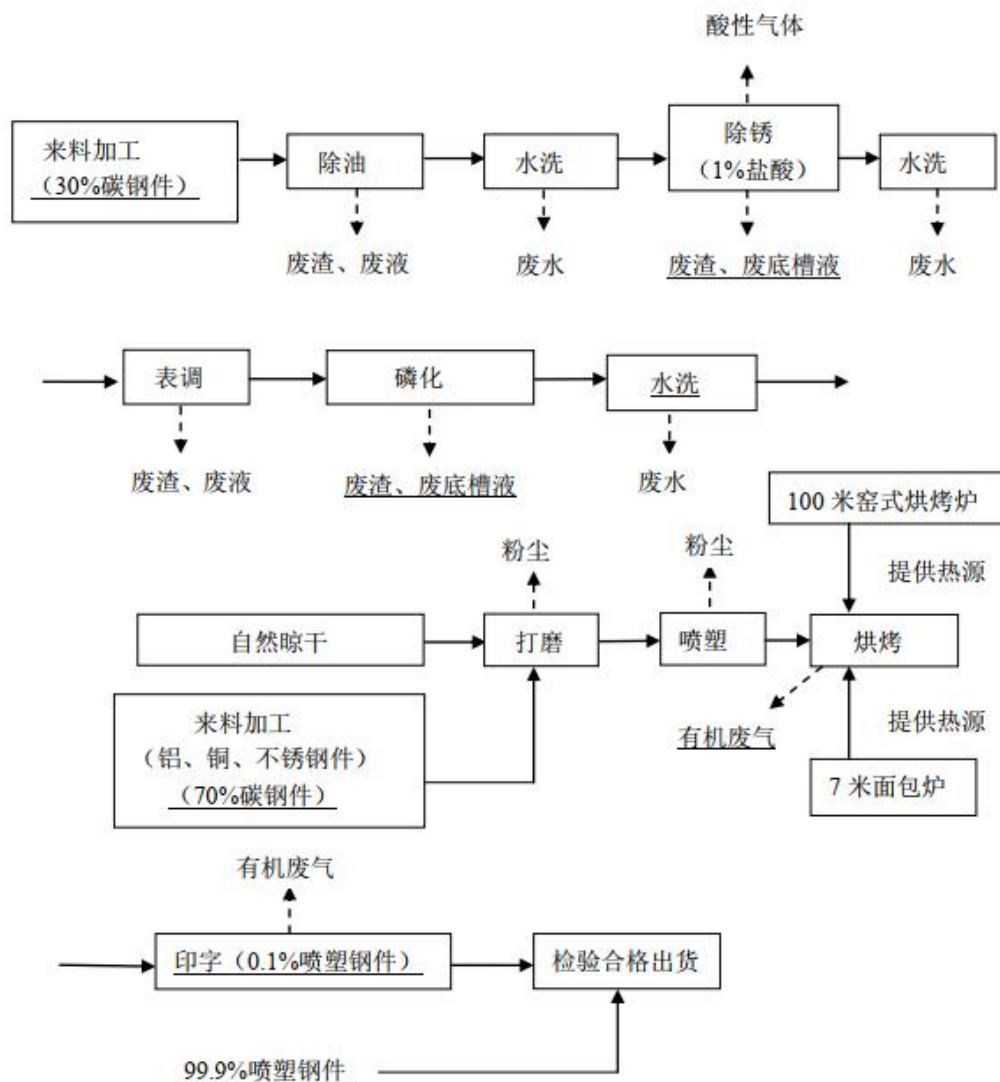 酸性气体
来料加工
（30%碳钢件）
除油
水洗
除锈
（1%盐酸）
水洗
废渣、废液
废水
废渣、废底槽液
废水
表调
磷化
水洗
废渣、废液
废渣、废底槽液
废水
100 米窑式烘烤炉
粉尘
粉尘
提供热源
自然晾干
打磨
喷塑
烘烤
来料加工
（铝、铜、不锈钢件）
（70%碳钢件）
有机废气
提供热源
7 米面包炉
有机废气
印字（0.1%喷塑钢件）
检验合格出货
99.9%喷塑钢件